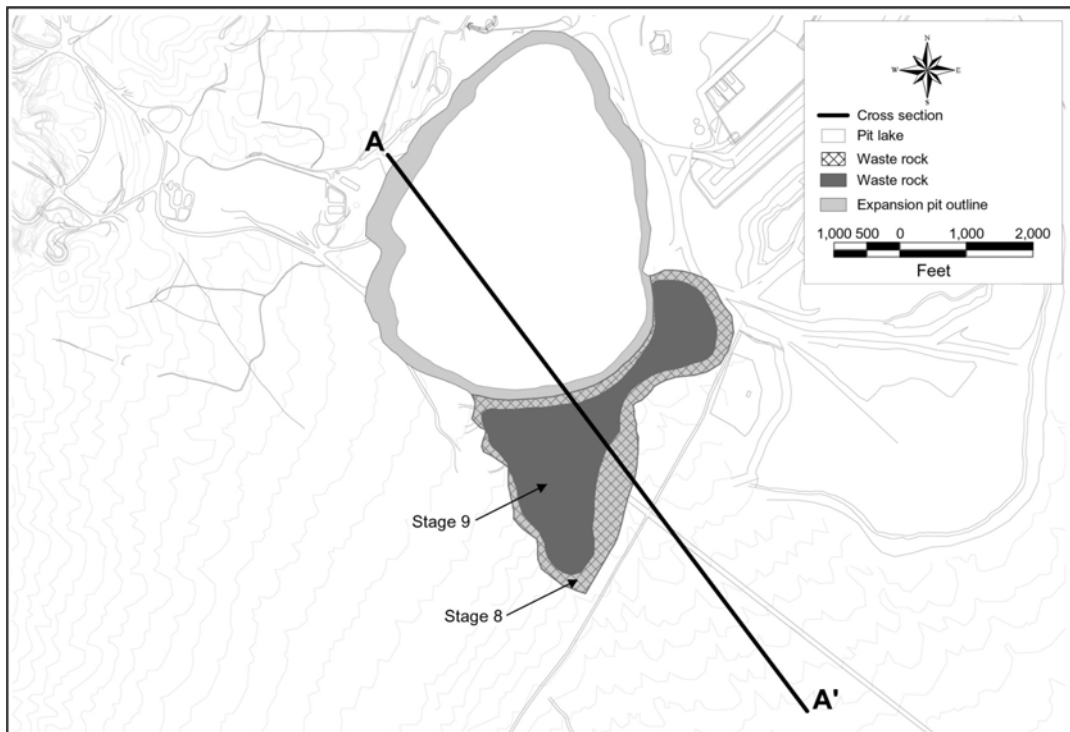 N
W E
S
Cross section
Pit lake
Waste rock
Waste rock
Expansion pit outline
1,000 500 0 1,000 2,000
Feet
A
Stage 9
Stage 8
A'